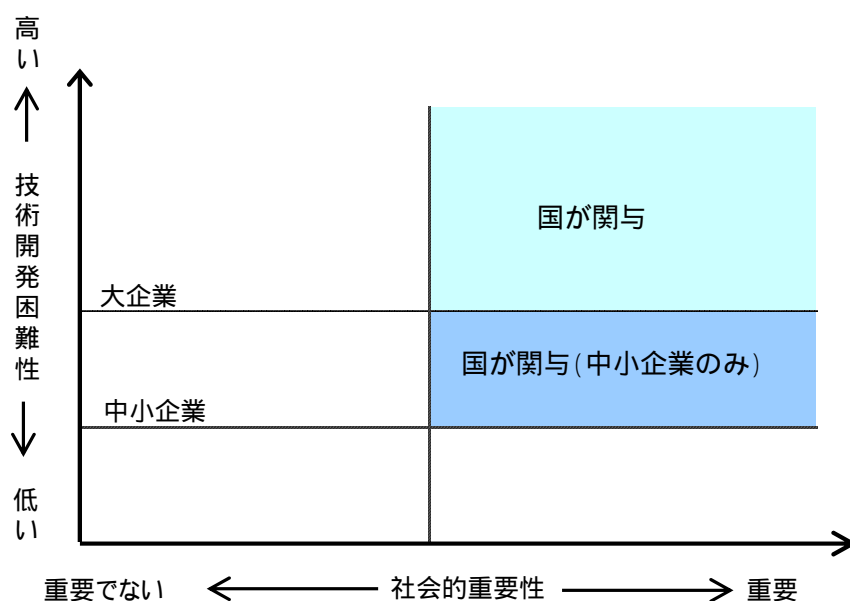 高い
技術開発困難性
低い
国が関与
大企業
国が関与(中小企業のみ)
中小企業
重要でない
社会的重要性
重要